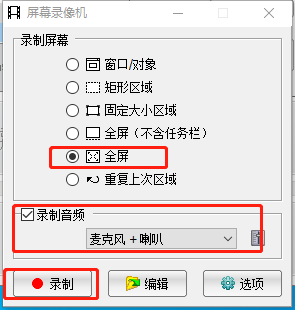 屏幕录像机
录制屏幕
窗口/对象
矩形区域
固定大小区域
全屏（不含任务栏）
全屏
重复上次区域
录制音频
麦克风 + 喇叭
录制
编辑
选项